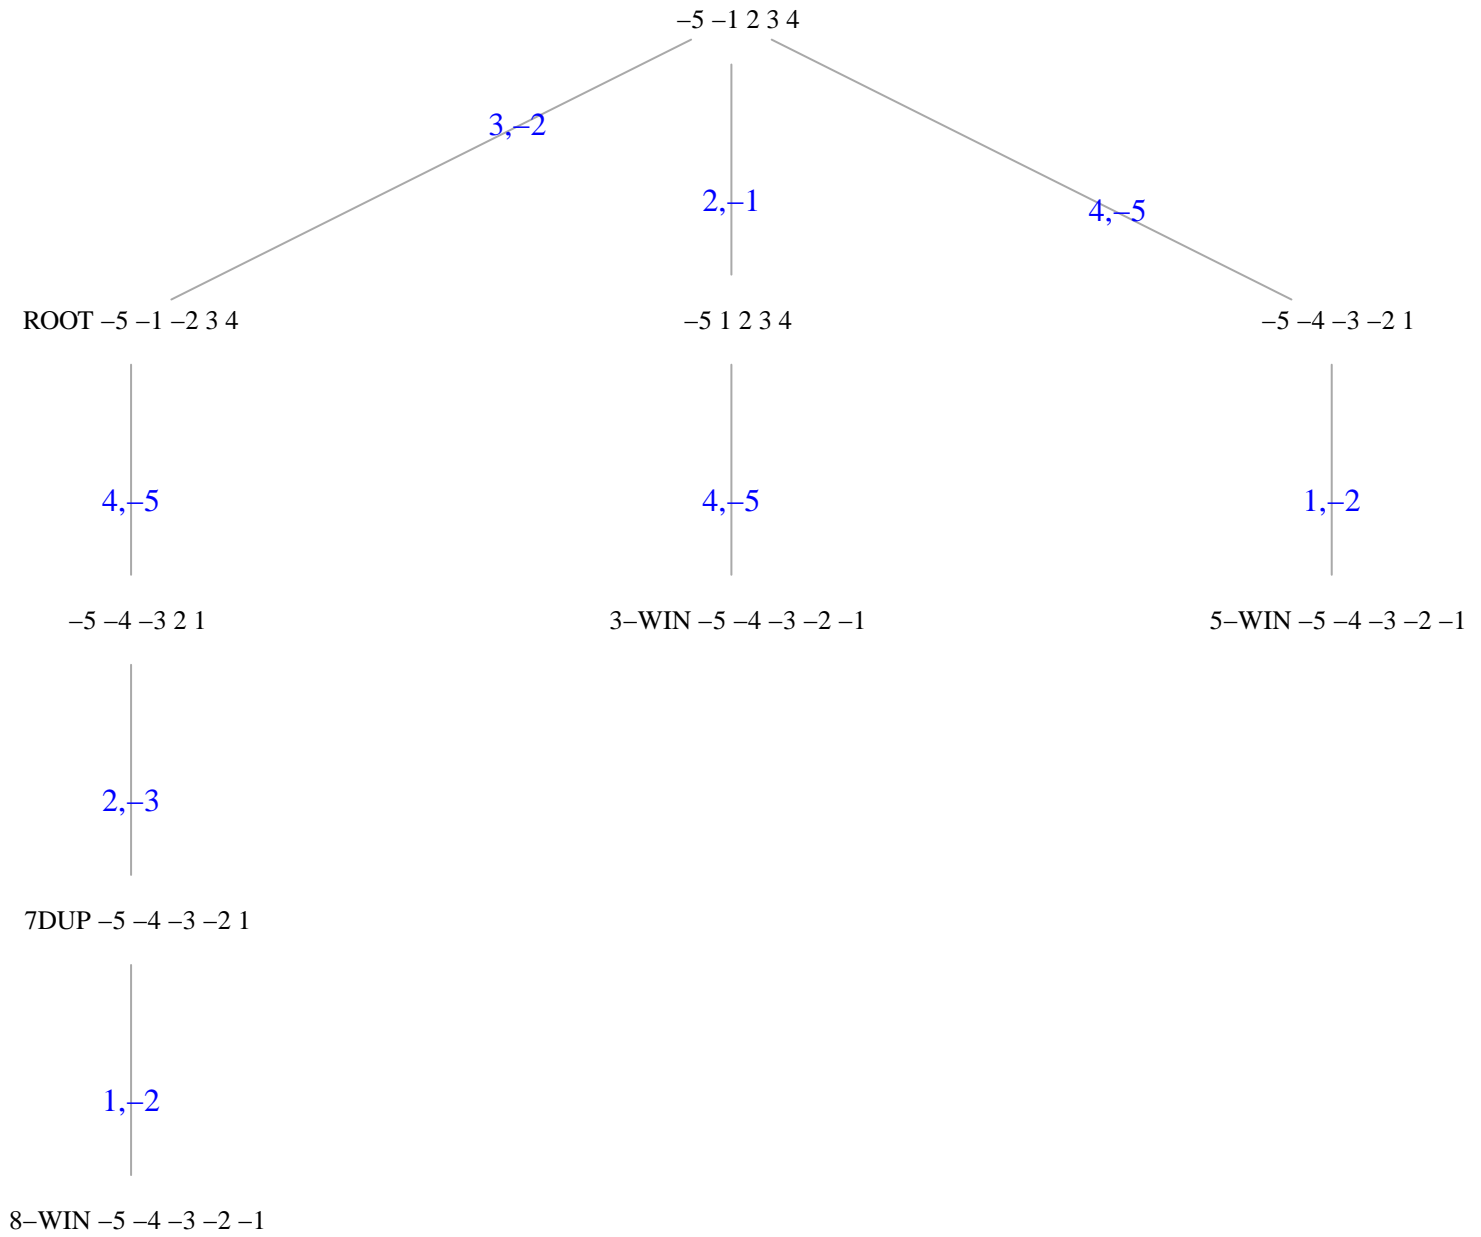 –5 –1 2 3 4
3,–2
2,–1
4,–5
ROOT –5 –1 –2 3 4
–5 1 2 3 4
–5 –4 –3 –2 1
4,–5
4,–5
1,–2
–5 –4 –3 2 1
3–WIN –5 –4 –3 –2 –1
5–WIN –5 –4 –3 –2 –1
2,–3
7DUP –5 –4 –3 –2 1
1,–2
8–WIN –5 –4 –3 –2 –1